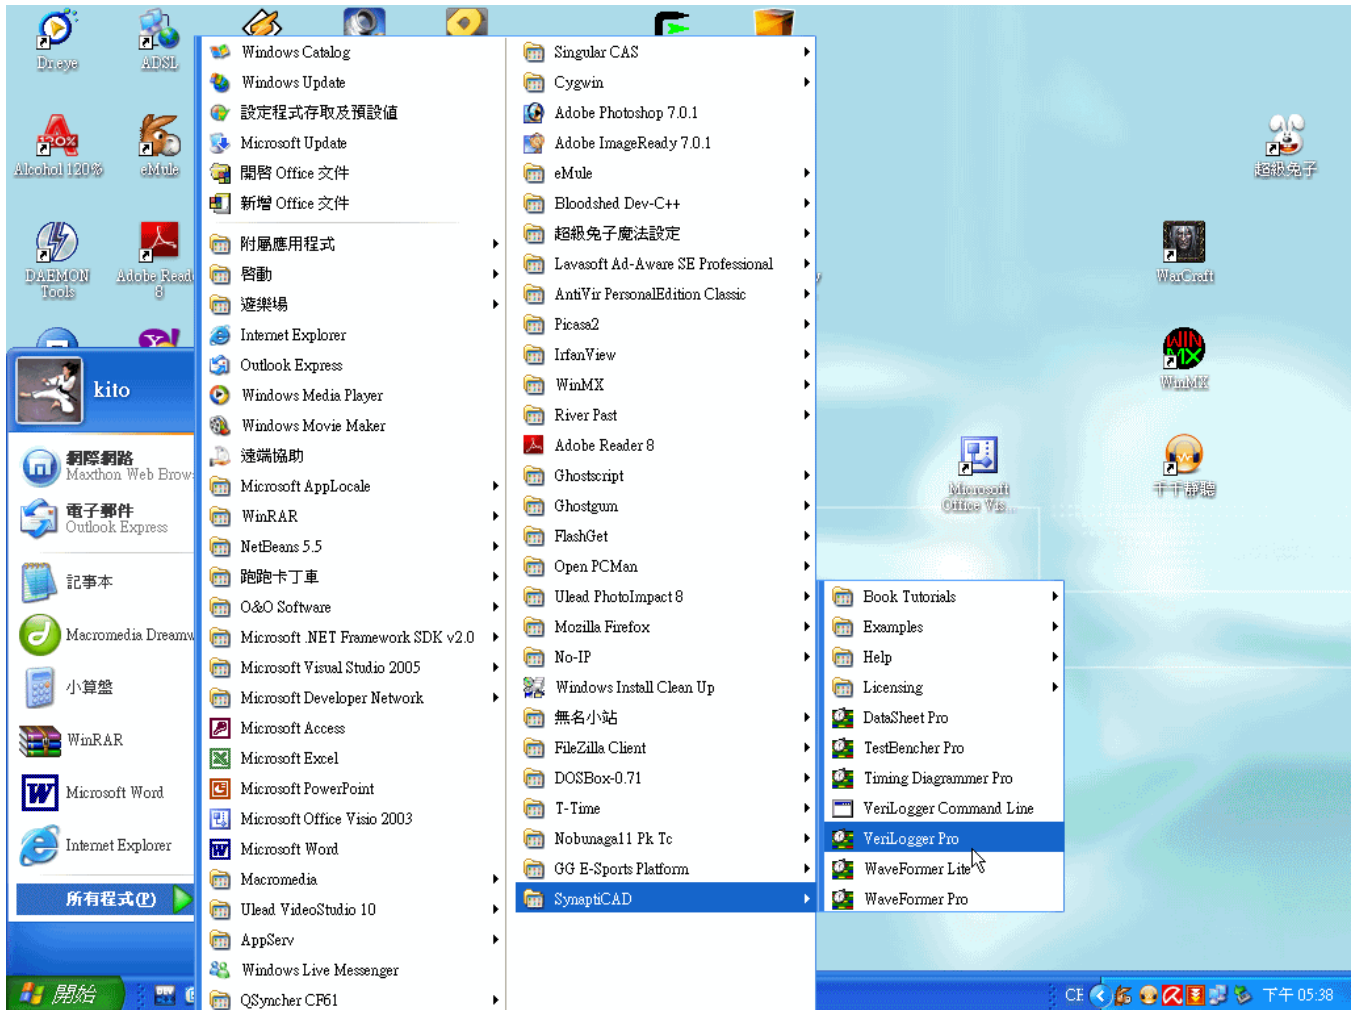 Dr.eye
ADSL
Alcohol 120%
eMule
DAEMON
Tools
Adobe Read
8
kito
網際網路
Maxthon Web Brow
電子郵件
Outlook Express
記事本
Macromedia Dreamw
小算盤
WinRAR
Microsoft Word
Internet Explorer
所有程式(P)
開始
Windows Catalog
Windows Update
設定程式存取及預設值
Microsoft Update
開啓 Office 文件
新增 Office 文件
附屬應用程式
啓動
遊樂場
Internet Explorer
Outlook Express
Windows Media Player
Windows Movie Maker
遠端協助
Microsoft AppLocale
WinRAR
NetBeans 5.5
跑跑卡丁車
O&O Software
Microsoft .NET Framework SDK v2.0
Microsoft Visual Studio 2005
Microsoft Developer Network
Microsoft Access
Microsoft Excel
Microsoft PowerPoint
Microsoft Office Visio 2003
Microsoft Word
Macromedia
Ulead VideoStudio 10
AppServ
Windows Live Messenger
QSyncher CF61
Singular CAS
Cygwin
Adobe Photoshop 7.0.1
Adobe ImageReady 7.0.1
eMule
Bloodshed Dev-C++
超級兔子魔法設定
Lavasoft Ad-Aware SE Professional
AntiVir PersonalEdition Classic
Picasa2
IrfanView
WinMX
River Past
Adobe Reader 8
Ghostscript
Ghostgum
FlashGet
Open PCMan
Ulead PhotoImpact 8
Mozilla Firefox
No-IP
Windows Install Clean Up
無名小站
FileZilla Client
DOSBox-0.71
T-Time
Nobunaga11 Pk Tc
GG E-Sports Platform
SynaptiCAD
Book Tutorials
Examples
Help
Licensing
DataSheet Pro
TestBencher Pro
Timing Diagrammer Pro
VeriLogger Command Line
VeriLogger Pro
WaveFormer Lite
WaveFormer Pro
超級兔子
WarCraft
WIN
MX
WinMX
Microsoft
Office Vis...
千千靜聽
CH
下午 05:38